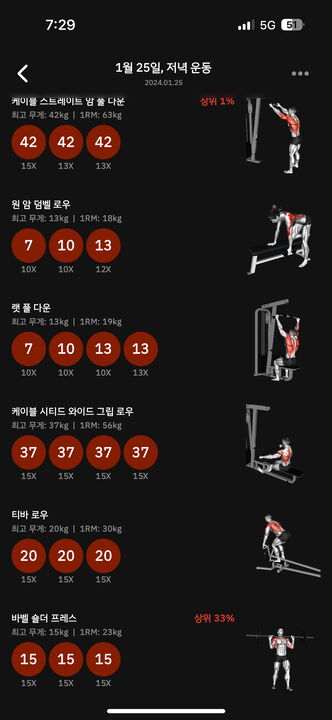 7:29
5G
51
1월 25일, 저녁 운동
2024.01.25
케이블 스트레이트 암 풀 다운
상위 1%
최고 무게: 42kg | 1RM: 63kg
42 42 42
15X 13X 13X
원 암 덤벨 로우
최고 무게: 13kg | 1RM: 18kg
7 10 13
10X 10X 12X
랫 풀 다운
최고 무게: 13kg | 1RM: 19kg
7 10 13 13
10X 10X 10X 13X
케이블 시티드 와이드 그립 로우
최고 무게: 37kg | 1RM: 56kg
37 37 37 37
15X 15X 15X 15X
티바 로우
최고 무게: 20kg | 1RM: 30kg
20 20 20
15X 15X 15X
바벨 숄더 프레스
상위 33%
최고 무게: 15kg | 1RM: 23kg
15 15 15
15X 15X 15X